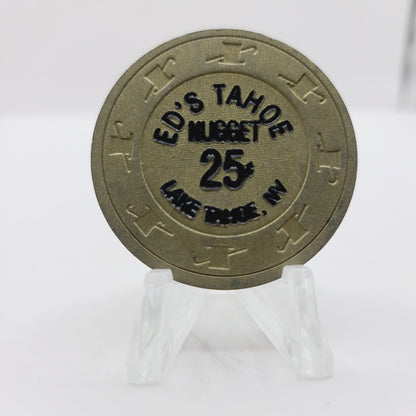 ED'S TAHOE
NUGGET
25¢
LAKE TAHOE, NV